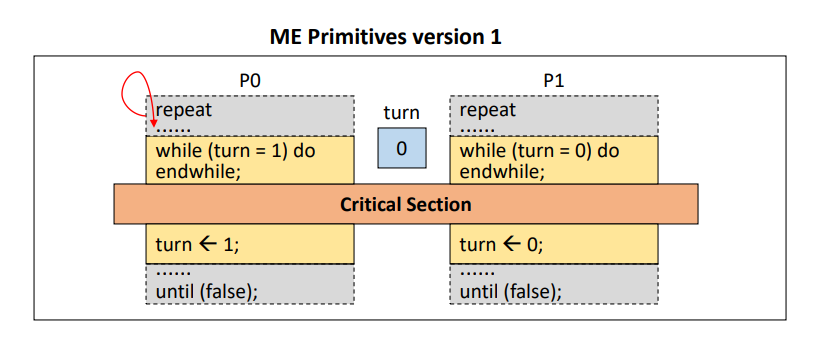 ME Primitives version 1
P0
P1
repeat
......
turn
0
repeat
......
while (turn = 1) do
endwhile;
while (turn = 0) do
endwhile;
Critical Section
turn ← 1;
turn ← 0;
......
until (false);
......
until (false);